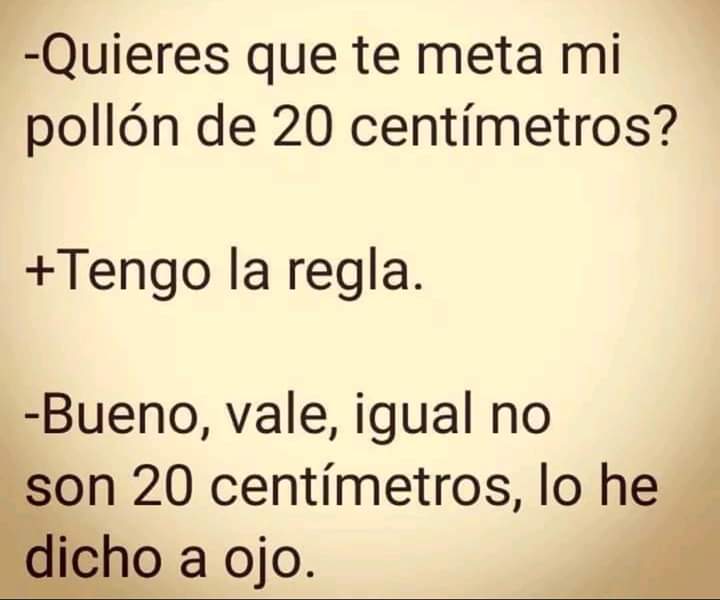 -Quieres que te meta mi
pollón de 20 centímetros?
+Tengo la regla.
-Bueno, vale, igual no
son 20 centímetros, lo he
dicho a ojo.